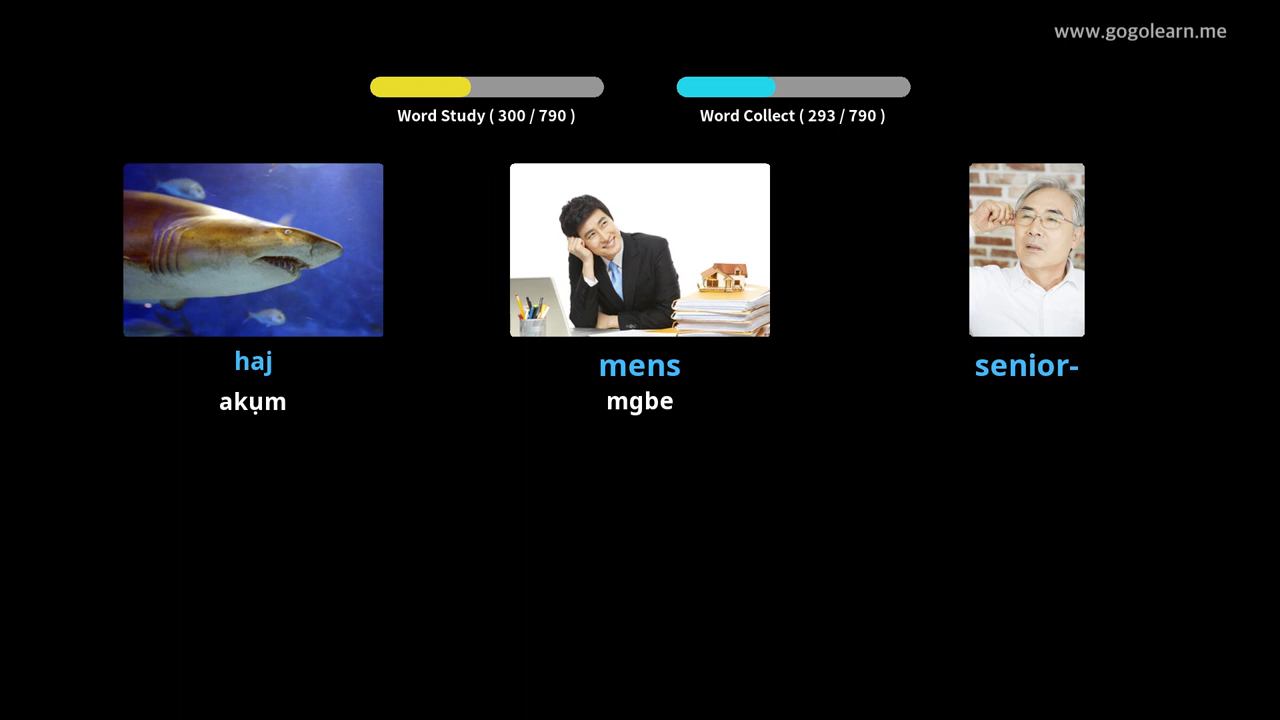 www.gogolearn.me
Word Study ( 300 / 790 )
Word Collect ( 293 / 790 )
haj
akụm
mens
mgbe
senior-